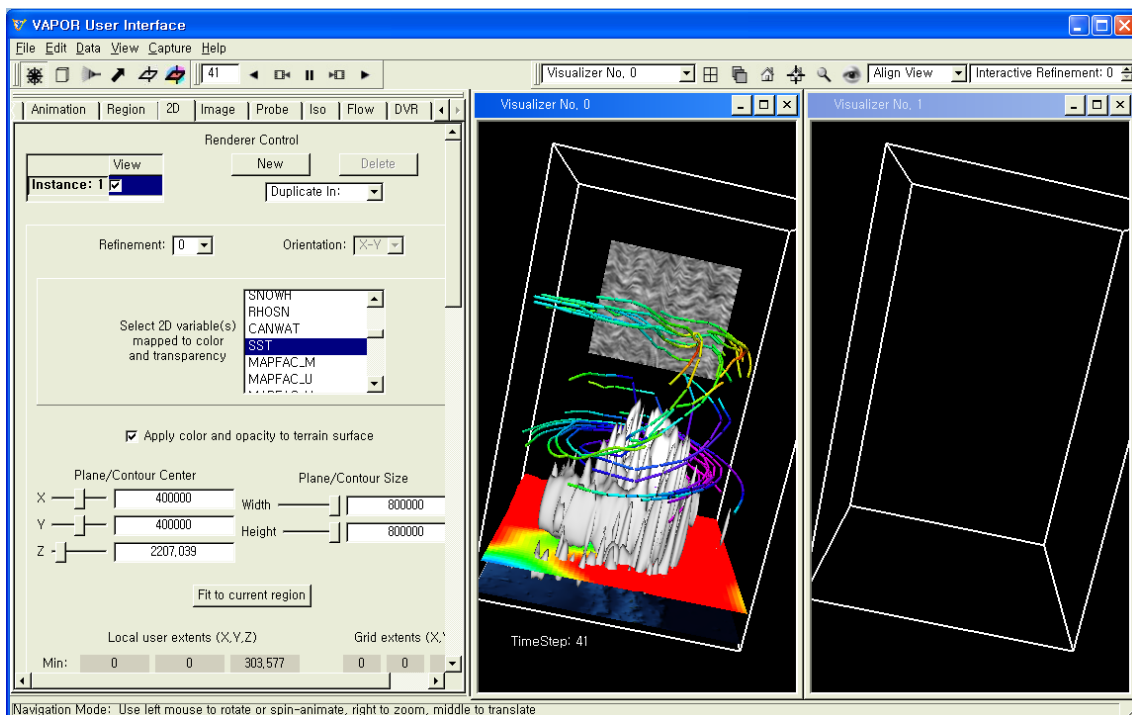 VAPOR User Interface
File Edit Data View Capture Help
41 Visualizer No, 0 Align View Interactive Refinement: 0
Animation Region 2D Image Probe Iso Flow DVR
Visualizer No, 0
Visualizer No, 1
Renderer Control
View
New Delete
Instance: 1
Duplicate In:
Refinement: 0 Orientation: X-Y
SNOWH
RHOSN
CANWAT
SST
MAPFAC_M
MAPFAC_U
Select 2D variable(s)
mapped to color
and transparency
Apply color and opacity to terrain surface
Plane/Contour Center
Plane/Contour Size
X 400000
Width 800000
Y 400000
Height 800000
Z 2207,039
Fit to current region
Local user extents (X,Y,Z) Grid extents (X,
Min: 0 0 303,577 0 0
TimeStep: 41
Navigation Mode: Use left mouse to rotate or spin-animate, right to zoom, middle to translate